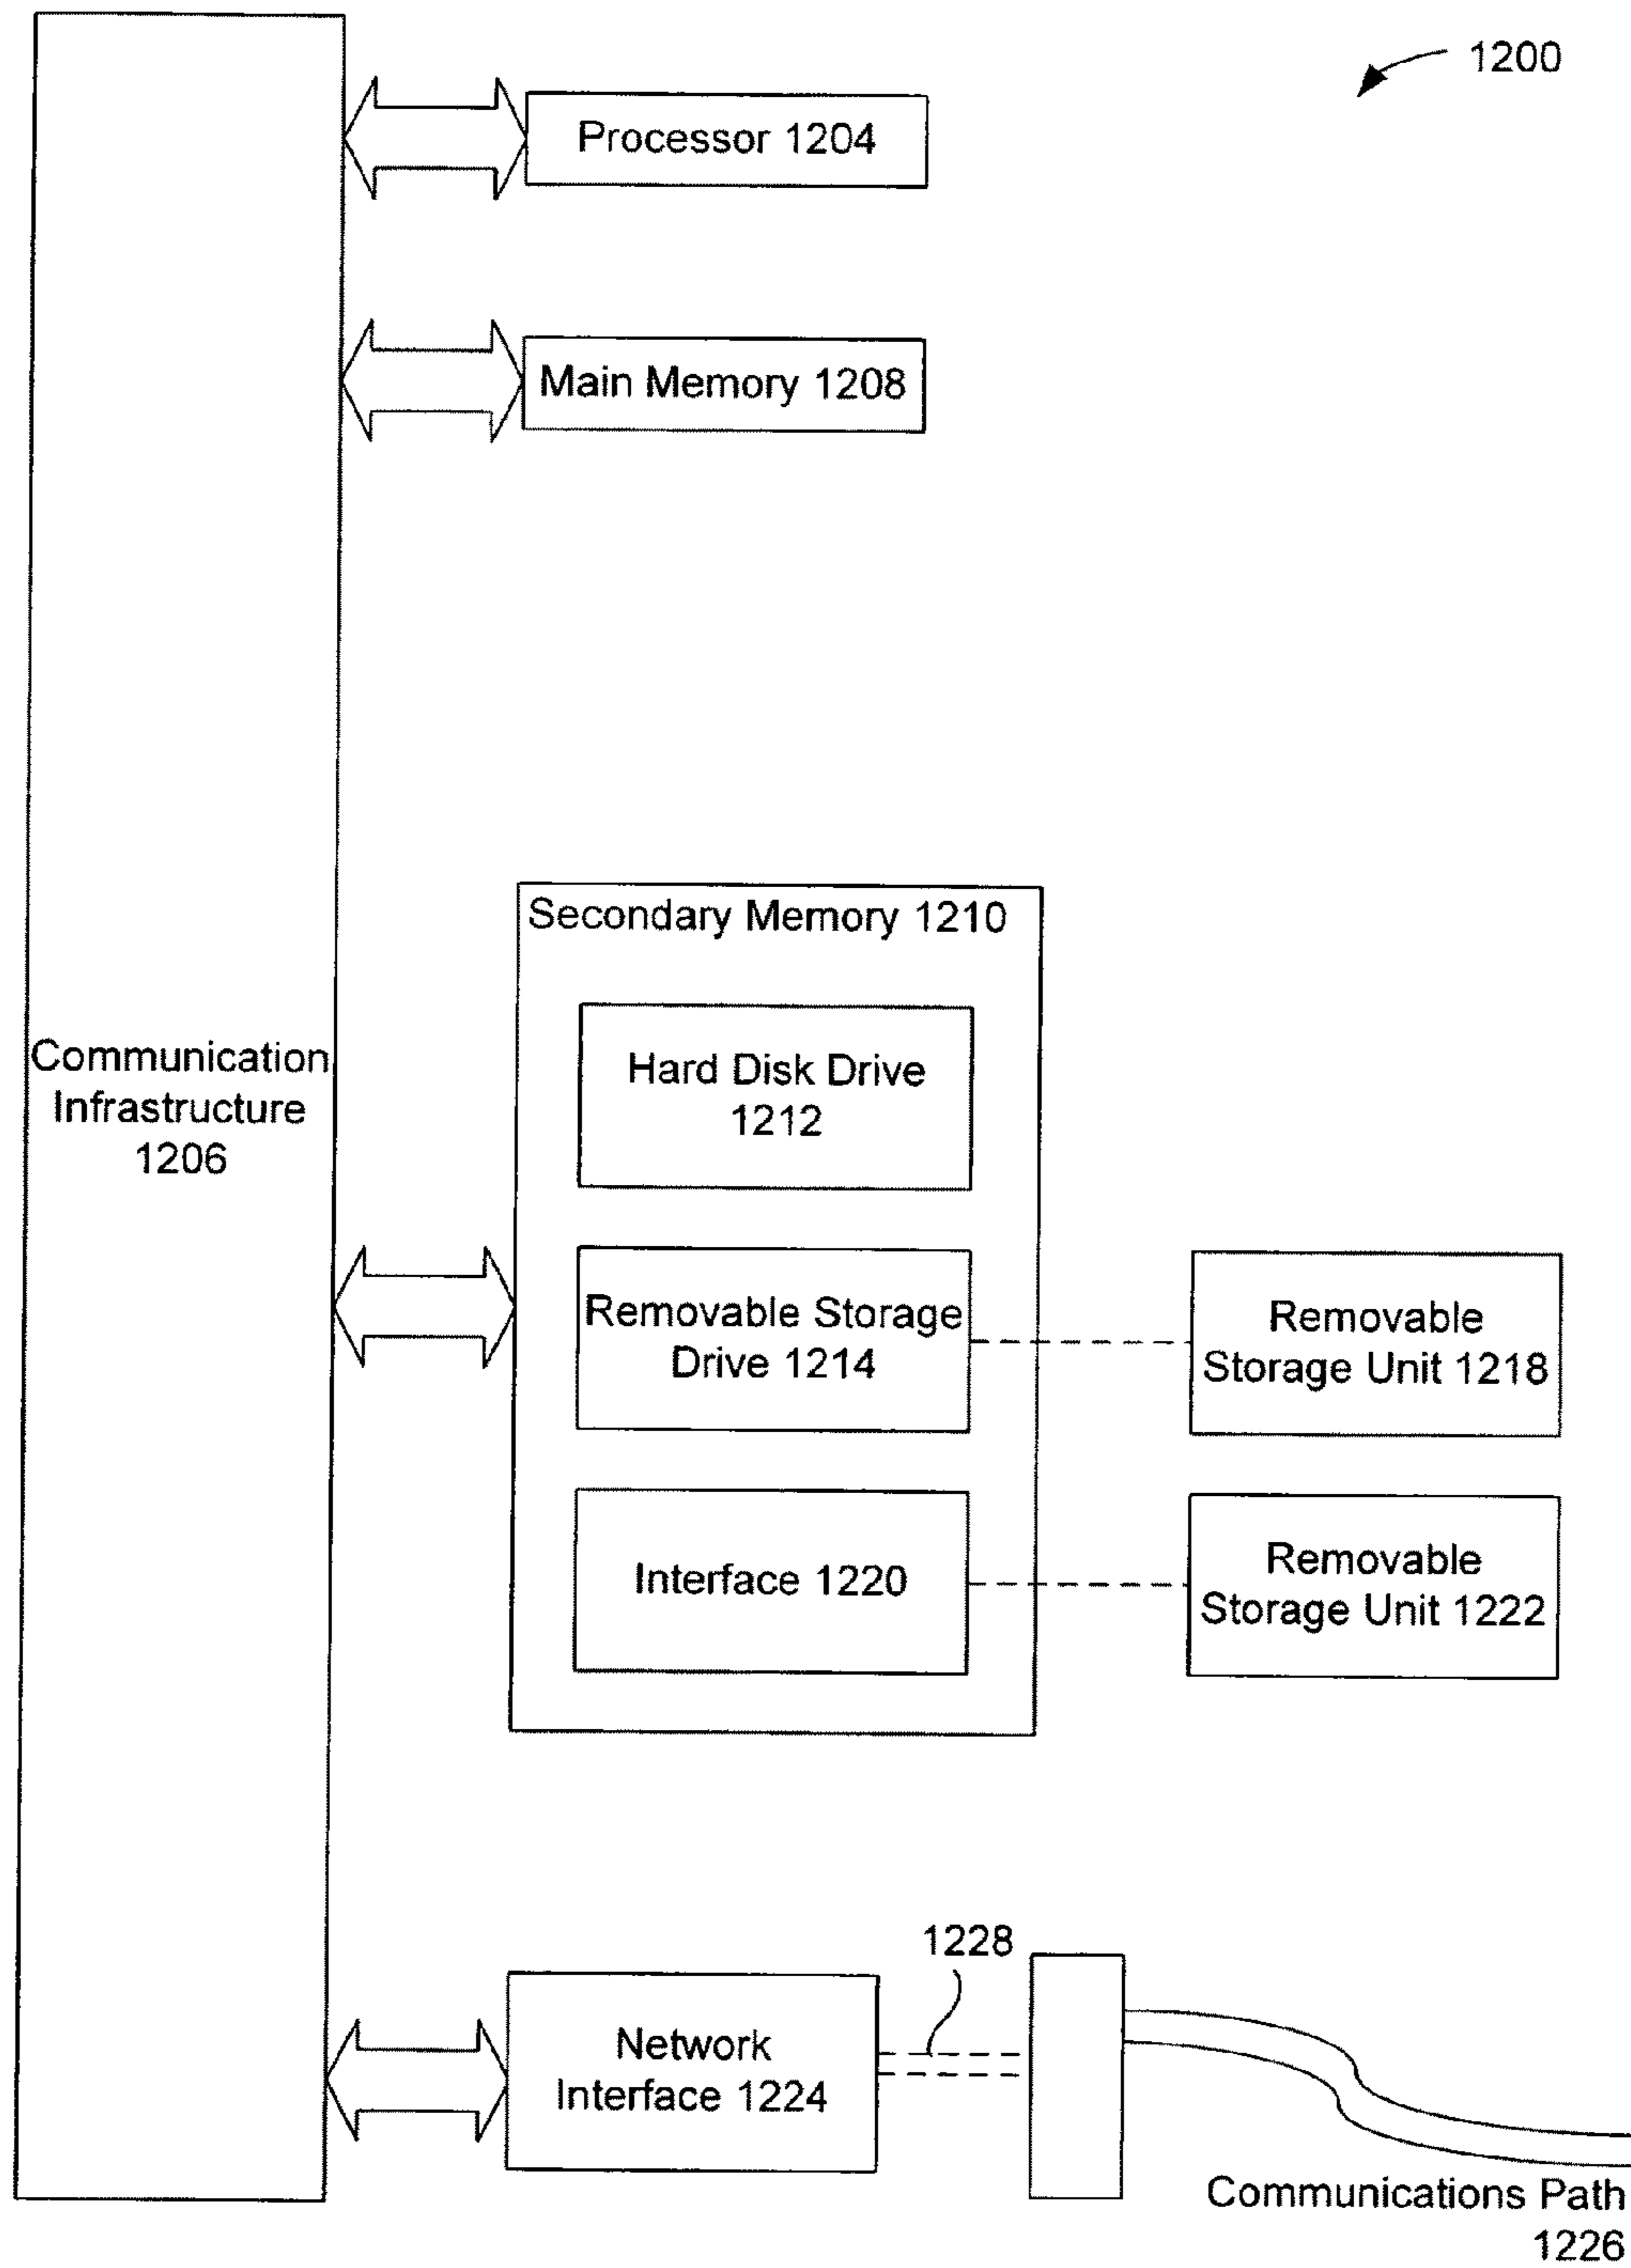 1200
Processor 1204
Main Memory 1208
Secondary Memory 1210
Hard Disk Drive
1212
Communication
Infrastructure
1206
Removable Storage
Drive 1214
Removable
Storage Unit 1218
Interface 1220
Removable
Storage Unit 1222
1228
Network
Interface 1224
Communications Path
1226